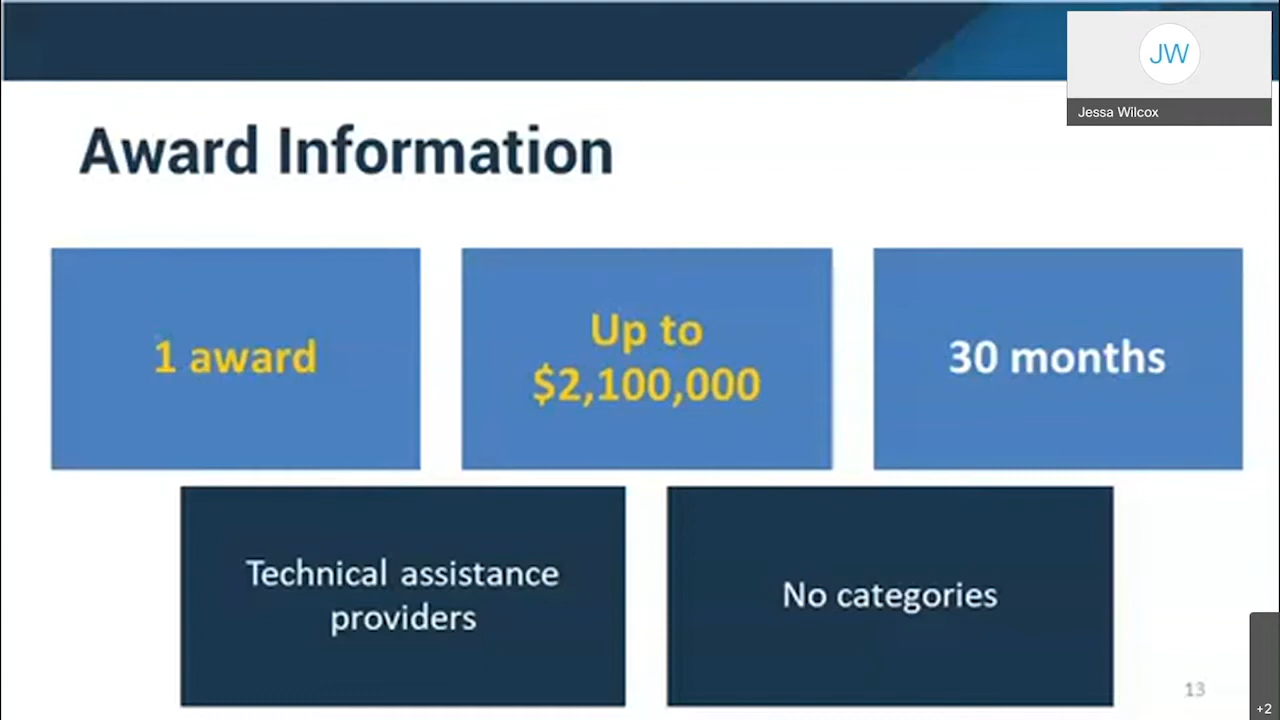 JW
Jessa Wilcox
Award Information
1 award
Up to
$2,100,000
30 months
Technical assistance
providers
No categories
13
+2